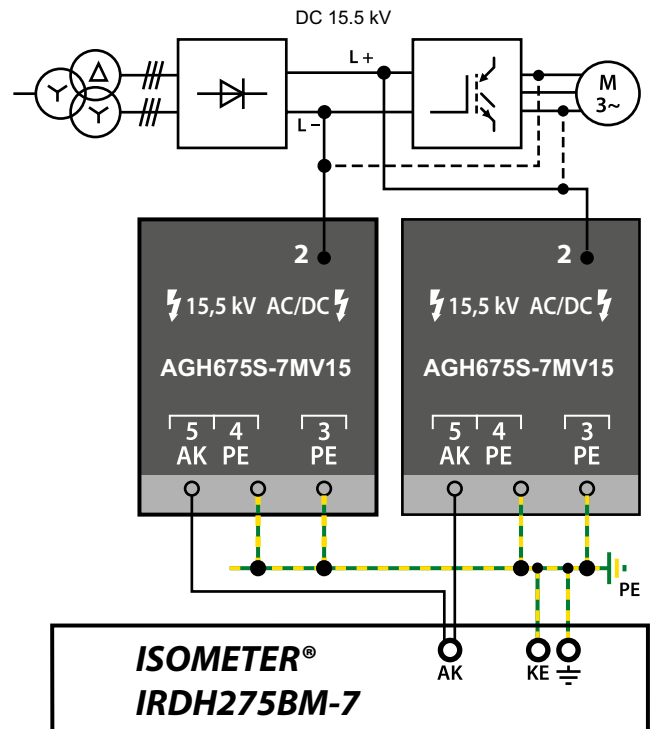 DC 15.5 kV
L+
L−
M
3~
2
15,5 kV AC/DC
AGH675S-7MV15
5 4 3
AK PE PE
2
15,5 kV AC/DC
AGH675S-7MV15
5 4 3
AK PE PE
PE
AK KE
ISOMETER®
IRDH275BM-7